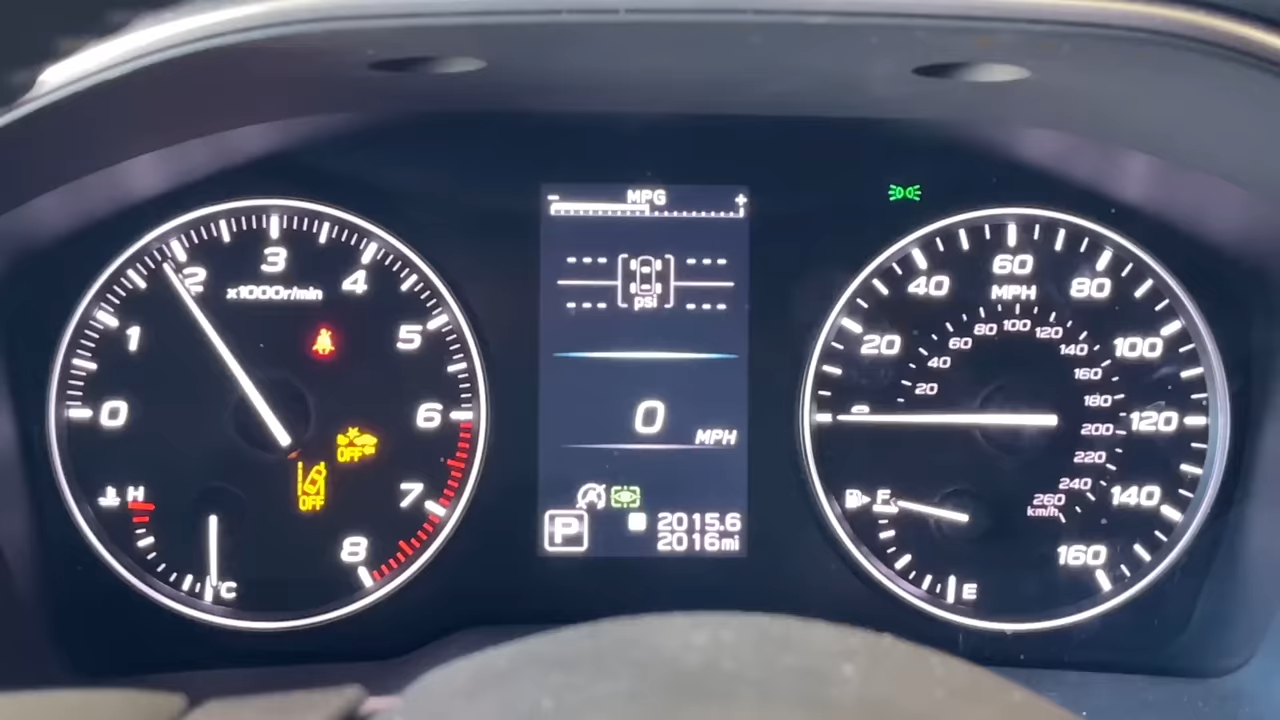 0
1
2
3
4
5
6
7
8
x1000r/min
OFF
OFF
H
C
- MPG +
--- ---
psi
--- ---
0
MPH
A
P
2015.6
2016mi
20
40
60
80
100
120
140
160
MPH
20
40
60
80
100
120
140
160
180
200
220
240
260
km/h
F
E